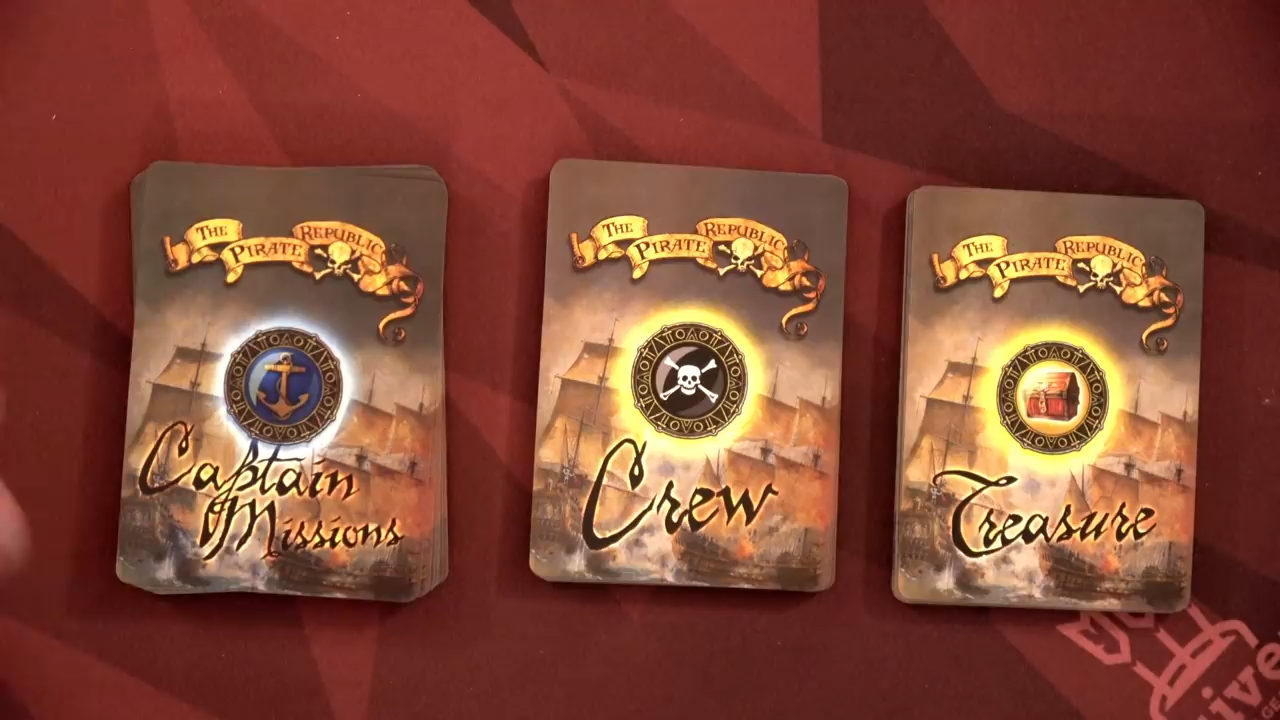 THE PIRATE REPUBLIC
Captain
Missions
THE PIRATE REPUBLIC
Crew
THE PIRATE REPUBLIC
Treasure